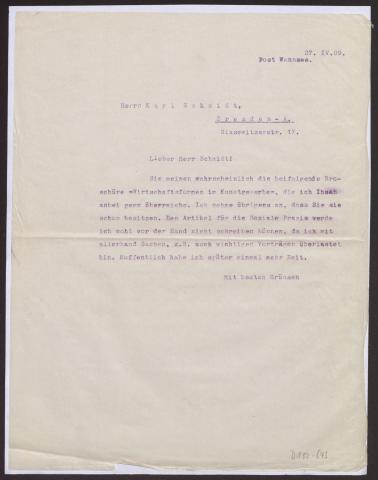 27. IV.09.
Post Wannsee.
Herrn Karl Schmidt,
Dresden-A.
Blasewitzerstr. 17.
Lieber Herr Schmidt!
Sie meinen wahrscheinlich die beifolgende Bro-
schüre »Wirtschaftsformen im Kunstgewerbe«, die ich Ihnen
anbei gern überreiche. Ich nehme übrigens an, dass Sie sie
schon besitzen. Den Artikel für die Soziale Praxis werde
ich wohl vor der Hand nicht schreiben können, da ich mit
allerhand Sachen, z.B. auch wichtigen Vorträgen überlastet
bin. Hoffentlich habe ich später einmal mehr Zeit.
Mit besten Grüssen